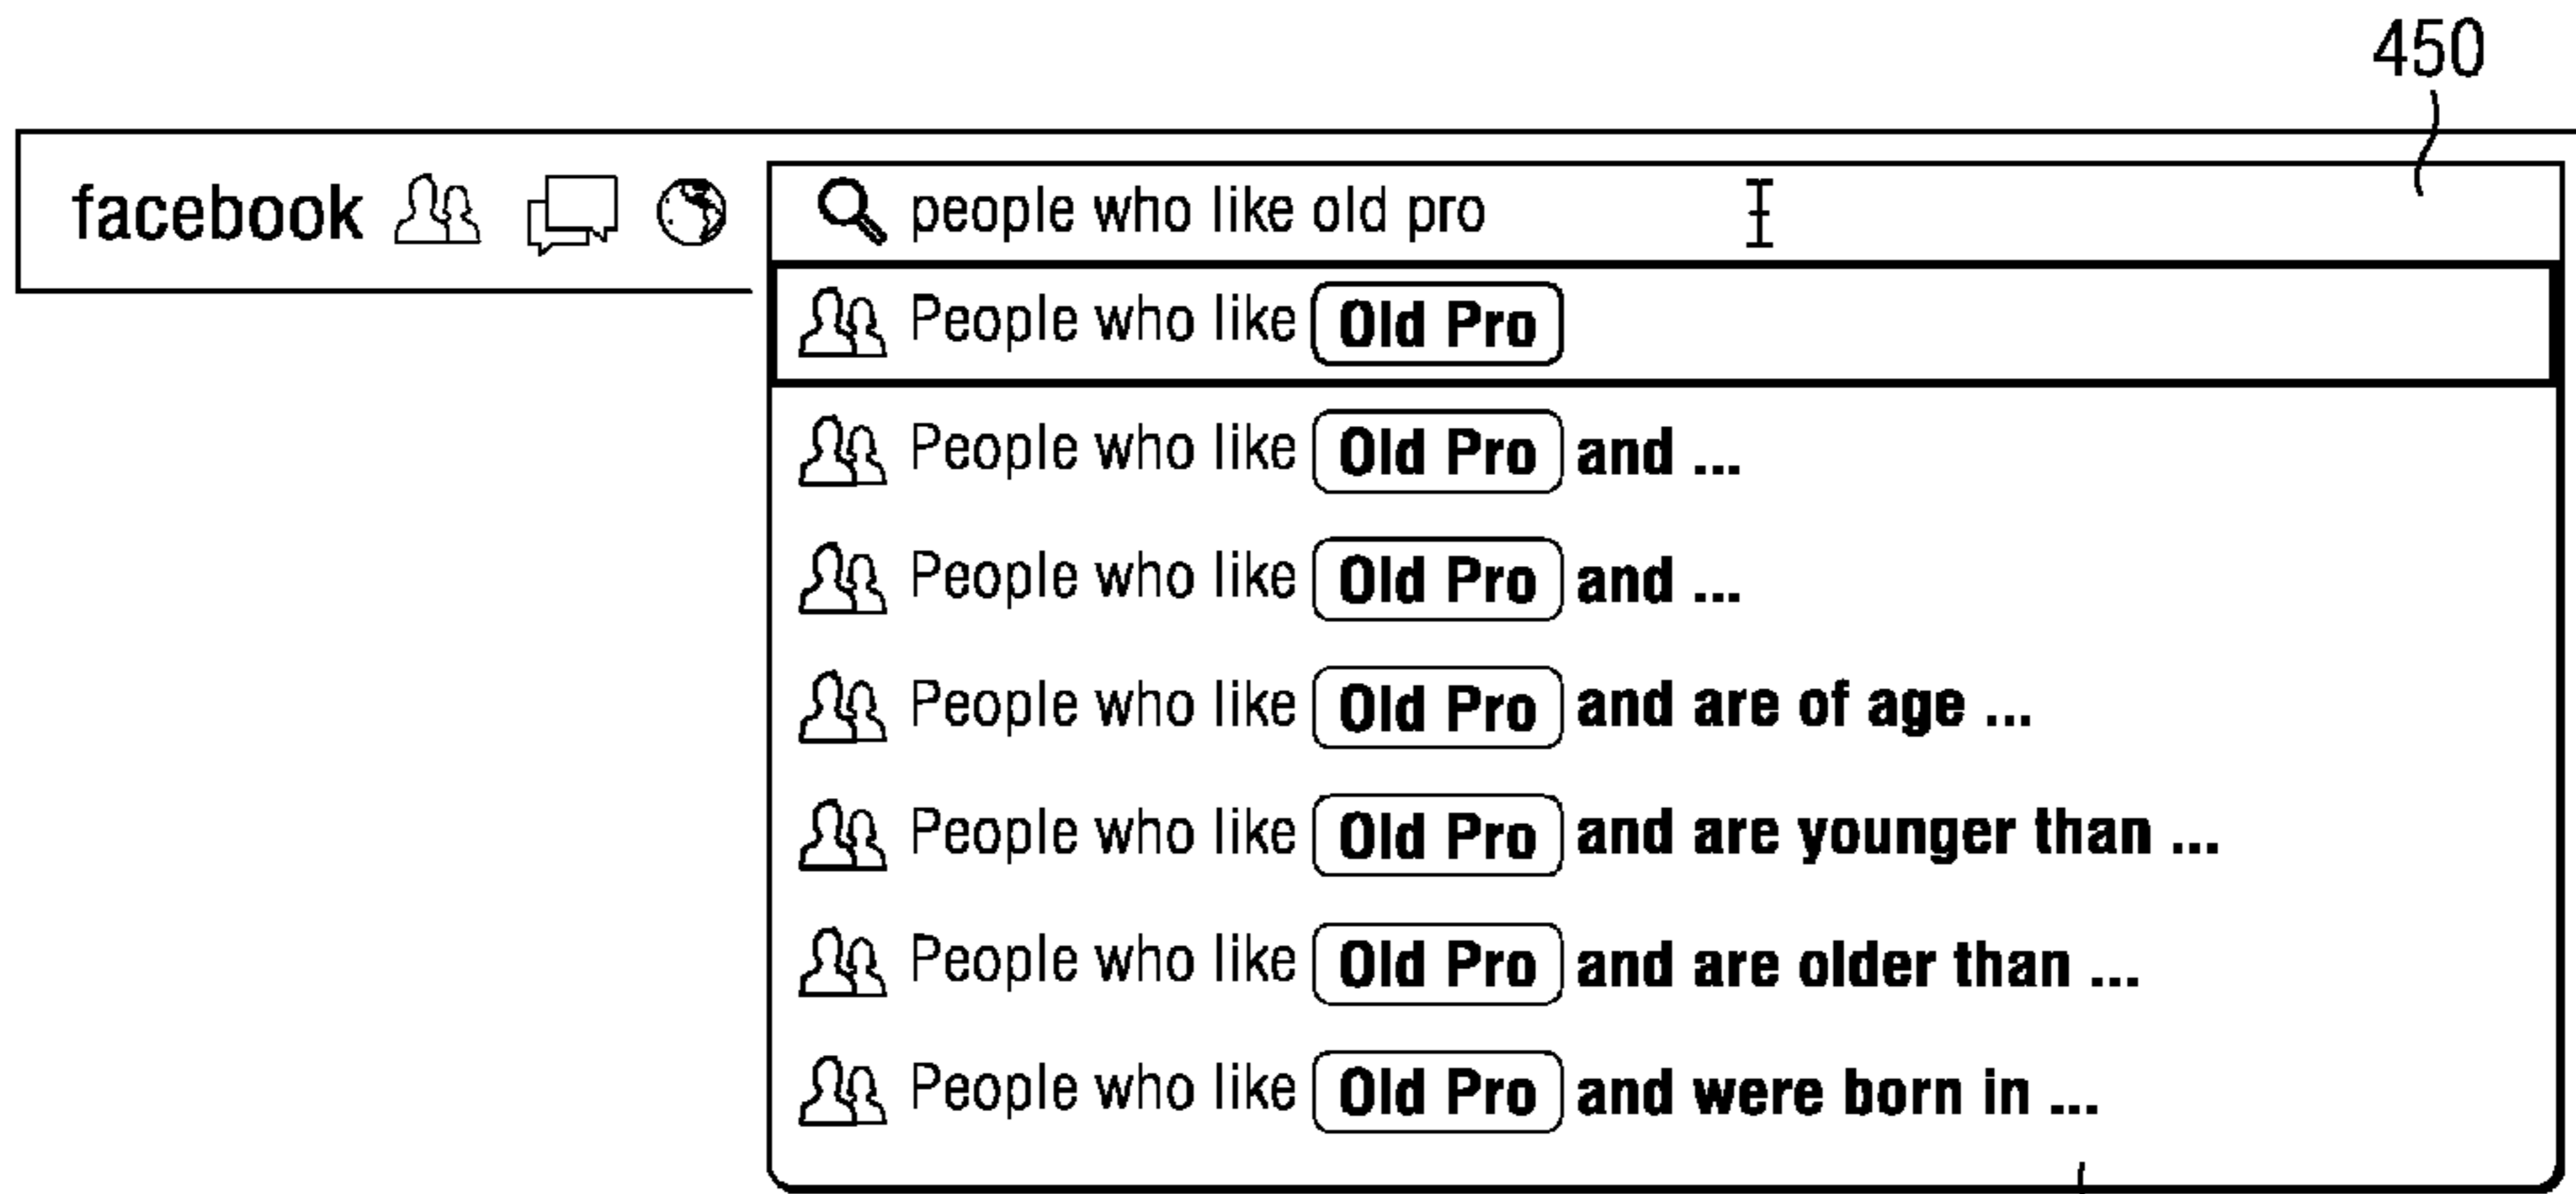 450
facebook people who like old pro
People who like Old Pro
People who like Old Pro and ...
People who like Old Pro and ...
People who like Old Pro and are of age ...
People who like Old Pro and are younger than ...
People who like Old Pro and are older than ...
People who like Old Pro and were born in ...